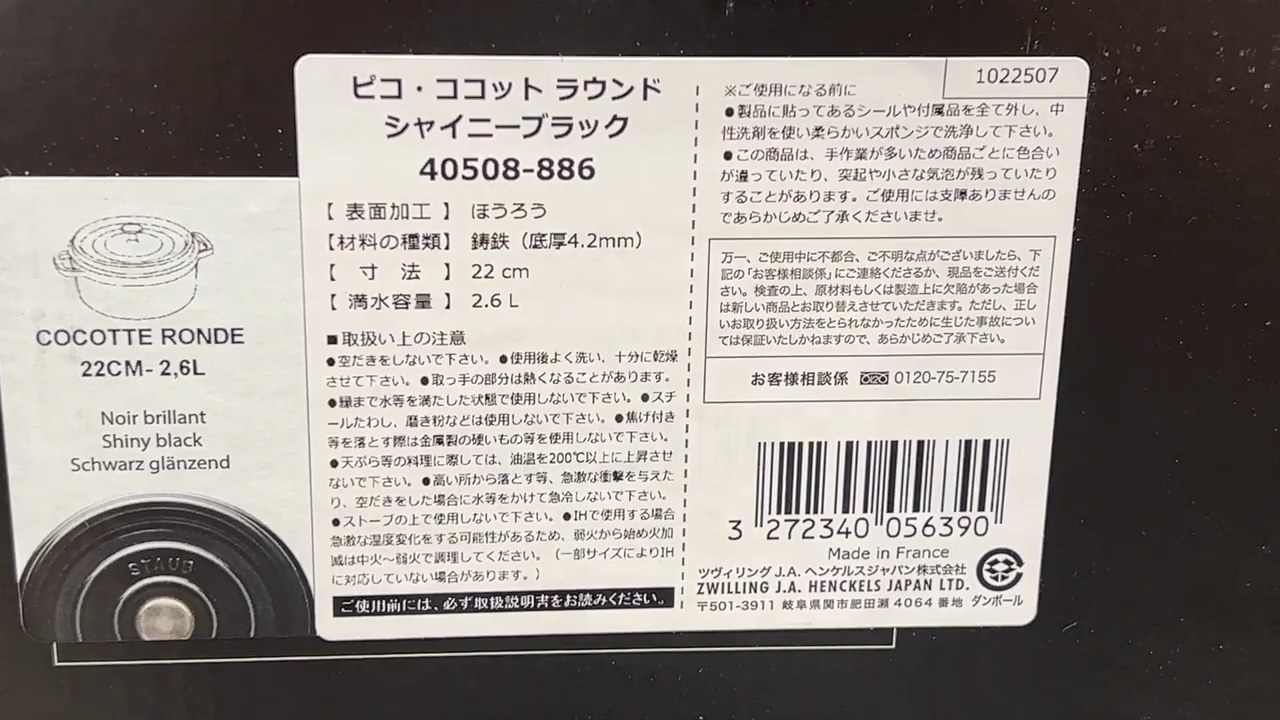 COCOTTE RONDE
22CM- 2,6L
Noir brillant
Shiny black
Schwarz glänzend
STAUB
ピコ・ココット ラウンド
シャイニーブラック
40508-886
【 表面加工 】 ほうろう
【材料の種類】 鋳鉄（底厚4.2mm）
【 寸 法 】 22 cm
【 満水容量 】 2.6 L
■取扱い上の注意
●空だきをしないで下さい。●使用後よく洗い、十分に乾燥
させて下さい。●取っ手の部分は熱くなることがあります。
●縁まで水等を満たした状態で使用しないで下さい。●スチ
ールたわし、磨き粉などは使用しないで下さい。●焦げ付き
等を落とす際は金属製の硬いもの等を使用しないで下さい。
●天ぷら等の料理に際しては、油温を200℃以上に上昇させ
ないで下さい。●高い所から落とす等、急激な衝撃を与えた
り、空だきをした場合に水等をかけて急冷しないで下さい。
●ストーブの上で使用しないで下さい。●IHで使用する場合
急激な温度変化をする可能性があるため、弱火から始め火加
減は中火〜弱火で調理してください。（一部サイズによりIH
に対応していない場合があります。）
ご使用前には、必ず取扱説明書をお読みください。
1022507
※ご使用になる前に
●製品に貼ってあるシールや付属品を全て外し、中
性洗剤を使い柔らかいスポンジで洗浄して下さい。
●この商品は、手作業が多いため商品ごとに色合い
が違っていたり、突起や小さな気泡が残っていたり
することがあります。ご使用には支障ありませんの
であらかじめご了承くださいませ。
万一、ご使用中に不都合、ご不明な点がございましたら、下
記の「お客様相談係」にご連絡くださるか、現品をご送付くだ
さい。検査の上、原材料もしくは製造上に欠陥があった場合
は新しい商品とお取り替えさせていただきます。ただし、正し
いお取り扱い方法をとられなかったために生じた事故につい
ては保証いたしかねますので、あらかじめご了承下さい。
お客様相談係 0120-75-7155
3 272340 056390
Made in France
ツヴィリング J.A. ヘンケルスジャパン株式会社
ZWILLING J.A. HENCKELS JAPAN LTD.
〒501-3911 岐阜県関市肥田瀬 4064 番地
ダンボール